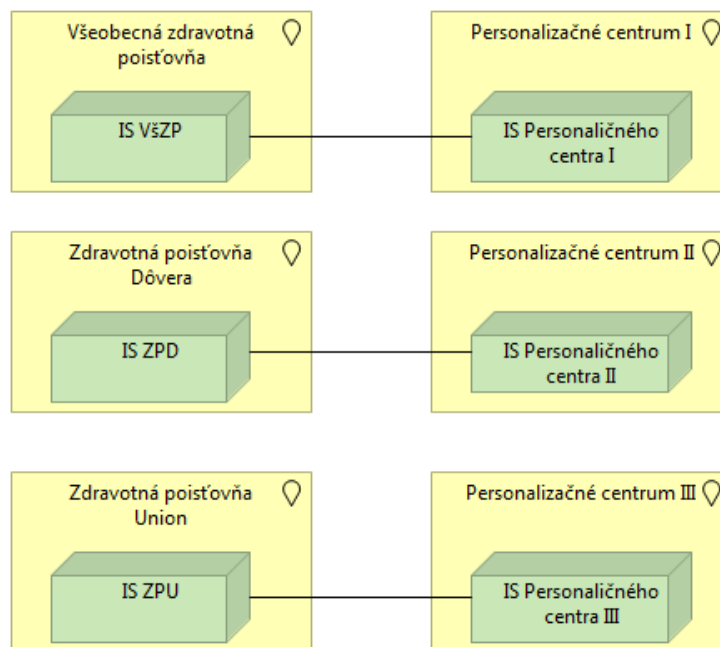 Všeobecná zdravotná
poisťovňa
IS VšZP
Personalizačné centrum I
IS Personaličného
centra I
Zdravotná poisťovňa
Dôvera
IS ZPD
Personalizačné centrum II
IS Personaličného
centra II
Zdravotná poisťovňa
Union
IS ZPU
Personalizačné centrum III
IS Personaličného
centra III